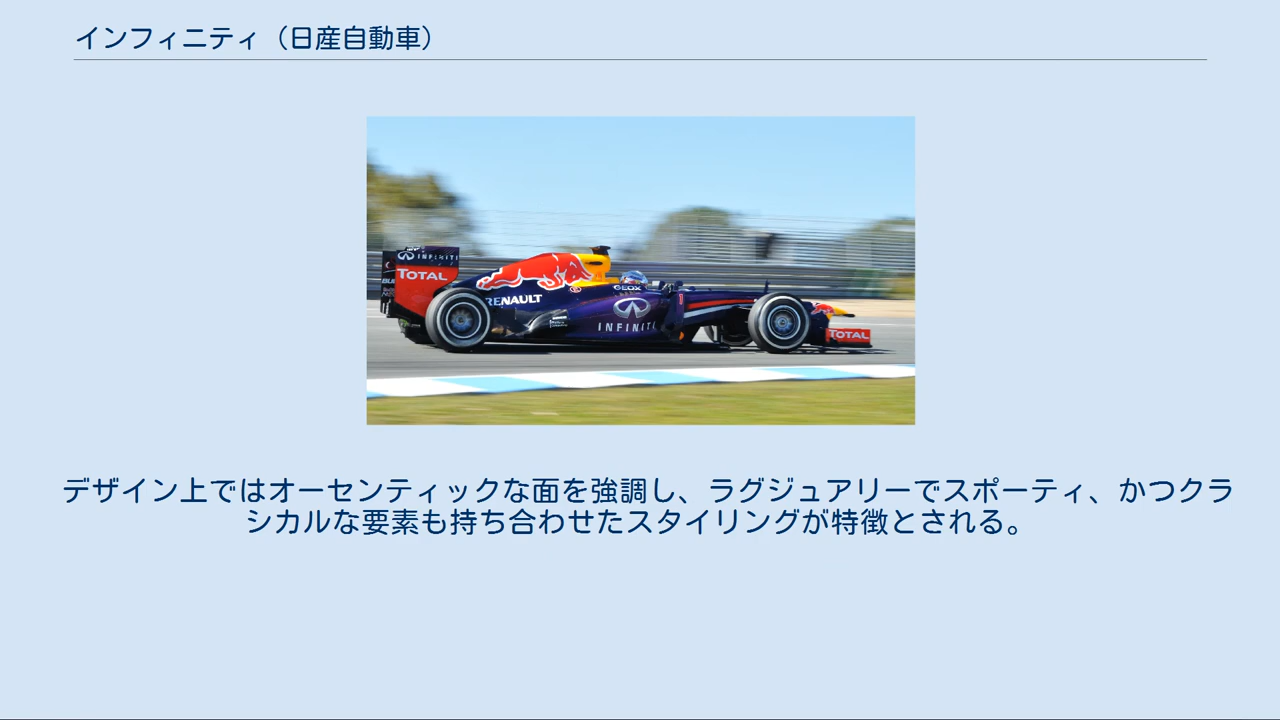 インフィニティ（日産自動車）
INFINITI
TOTAL
RENAULT
GEOX
INFINITI
1
TOTAL
デザイン上ではオーセンティックな面を強調し、ラグジュアリーでスポーティ、かつクラ
シカルな要素も持ち合わせたスタイリングが特徴とされる。